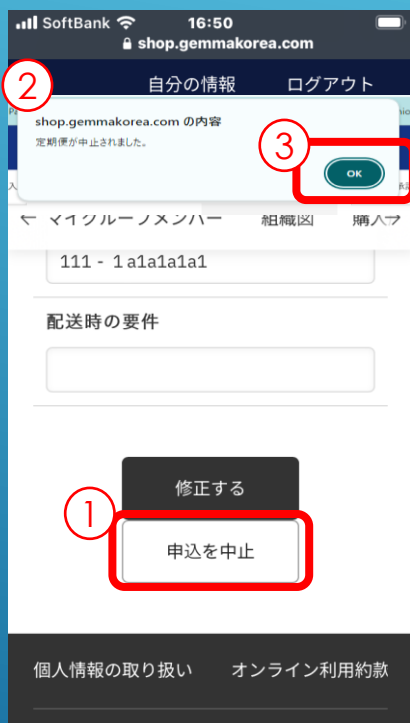 SoftBank 16:50
shop.gemmakorea.com
自分の情報 ログアウト
②
shop.gemmakorea.com の内容
定期便が中止されました。
③
OK
← マイグループメンバー 組織図 購入→
111 - 1a1a1a1a1
配送時の要件
修正する
①
申込を中止
個人情報の取り扱い オンライン利用約款